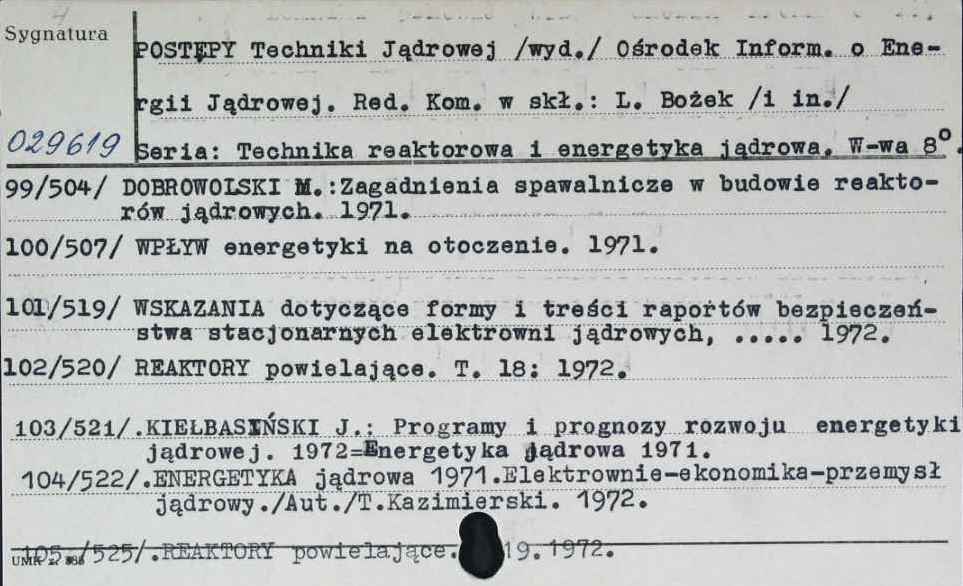 Sygnatura
POSTĘPY Techniki Jądrowej /wyd./ Ośrodek Inform. o Ene-
rgii Jądrowej. Red. Kom. w skł.: L. Bożek /i in./
029619
Seria: Technika reaktorowa i energetyka jądrowa. W-wa 8°.
99/504/ DOBROWOLSKI M.:Zagadnienia spawalnicze w budowie reakto-
rów jądrowych. 1971.
100/507/ WPŁYW energetyki na otoczenie. 1971.
101/519/ WSKAZANIA dotyczące formy i treści raportów bezpieczeń-
stwa stacjonarnych elektrowni jądrowych, ..... 1972.
102/520/ REAKTORY powielające. T. 18: 1972.
103/521/.KIEŁBASIŃSKI J.: Programy i prognozy rozwoju energetyki
jądrowej. 1972=Energetyka jądrowa 1971.
104/522/.ENERGETYKA jądrowa 1971.Elektrownie-ekonomika-przemysł
jądrowy./Aut./T.Kazimierski. 1972.
105./525/.REAKTORY powielające. 19.1972.